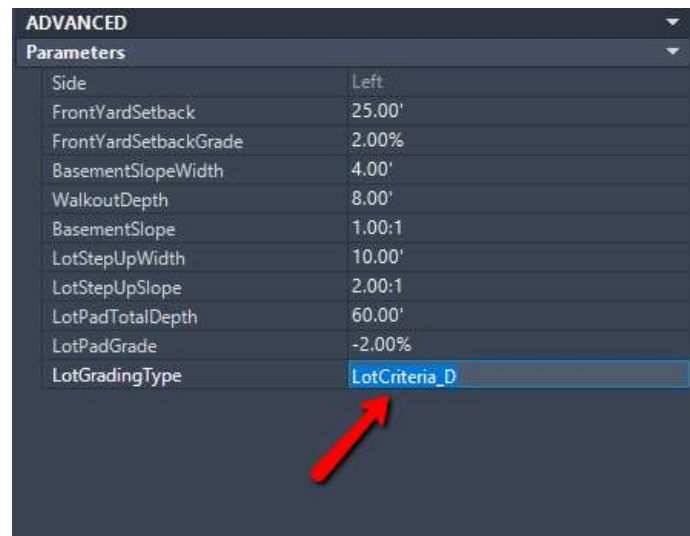 ADVANCED
Parameters
Side Left
FrontYardSetback 25.00'
FrontYardSetbackGrade 2.00%
BasementSlopeWidth 4.00'
WalkoutDepth 8.00'
BasementSlope 1.00:1
LotStepUpWidth 10.00'
LotStepUpSlope 2.00:1
LotPadTotalDepth 60.00'
LotPadGrade -2.00%
LotGradingType LotCriteria_D